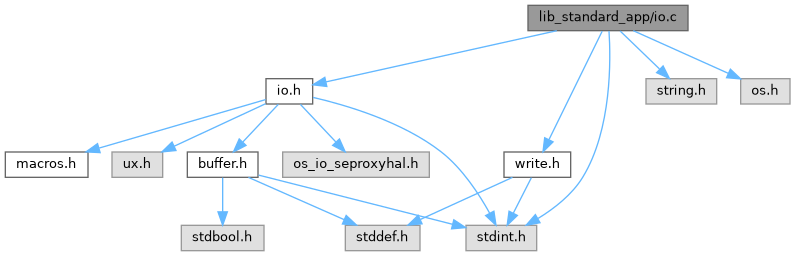 lib_standard_app/io.c
io.h
string.h
os.h
macros.h
ux.h
buffer.h
os_io_seproxyhal.h
write.h
stdbool.h
stddef.h
stdint.h